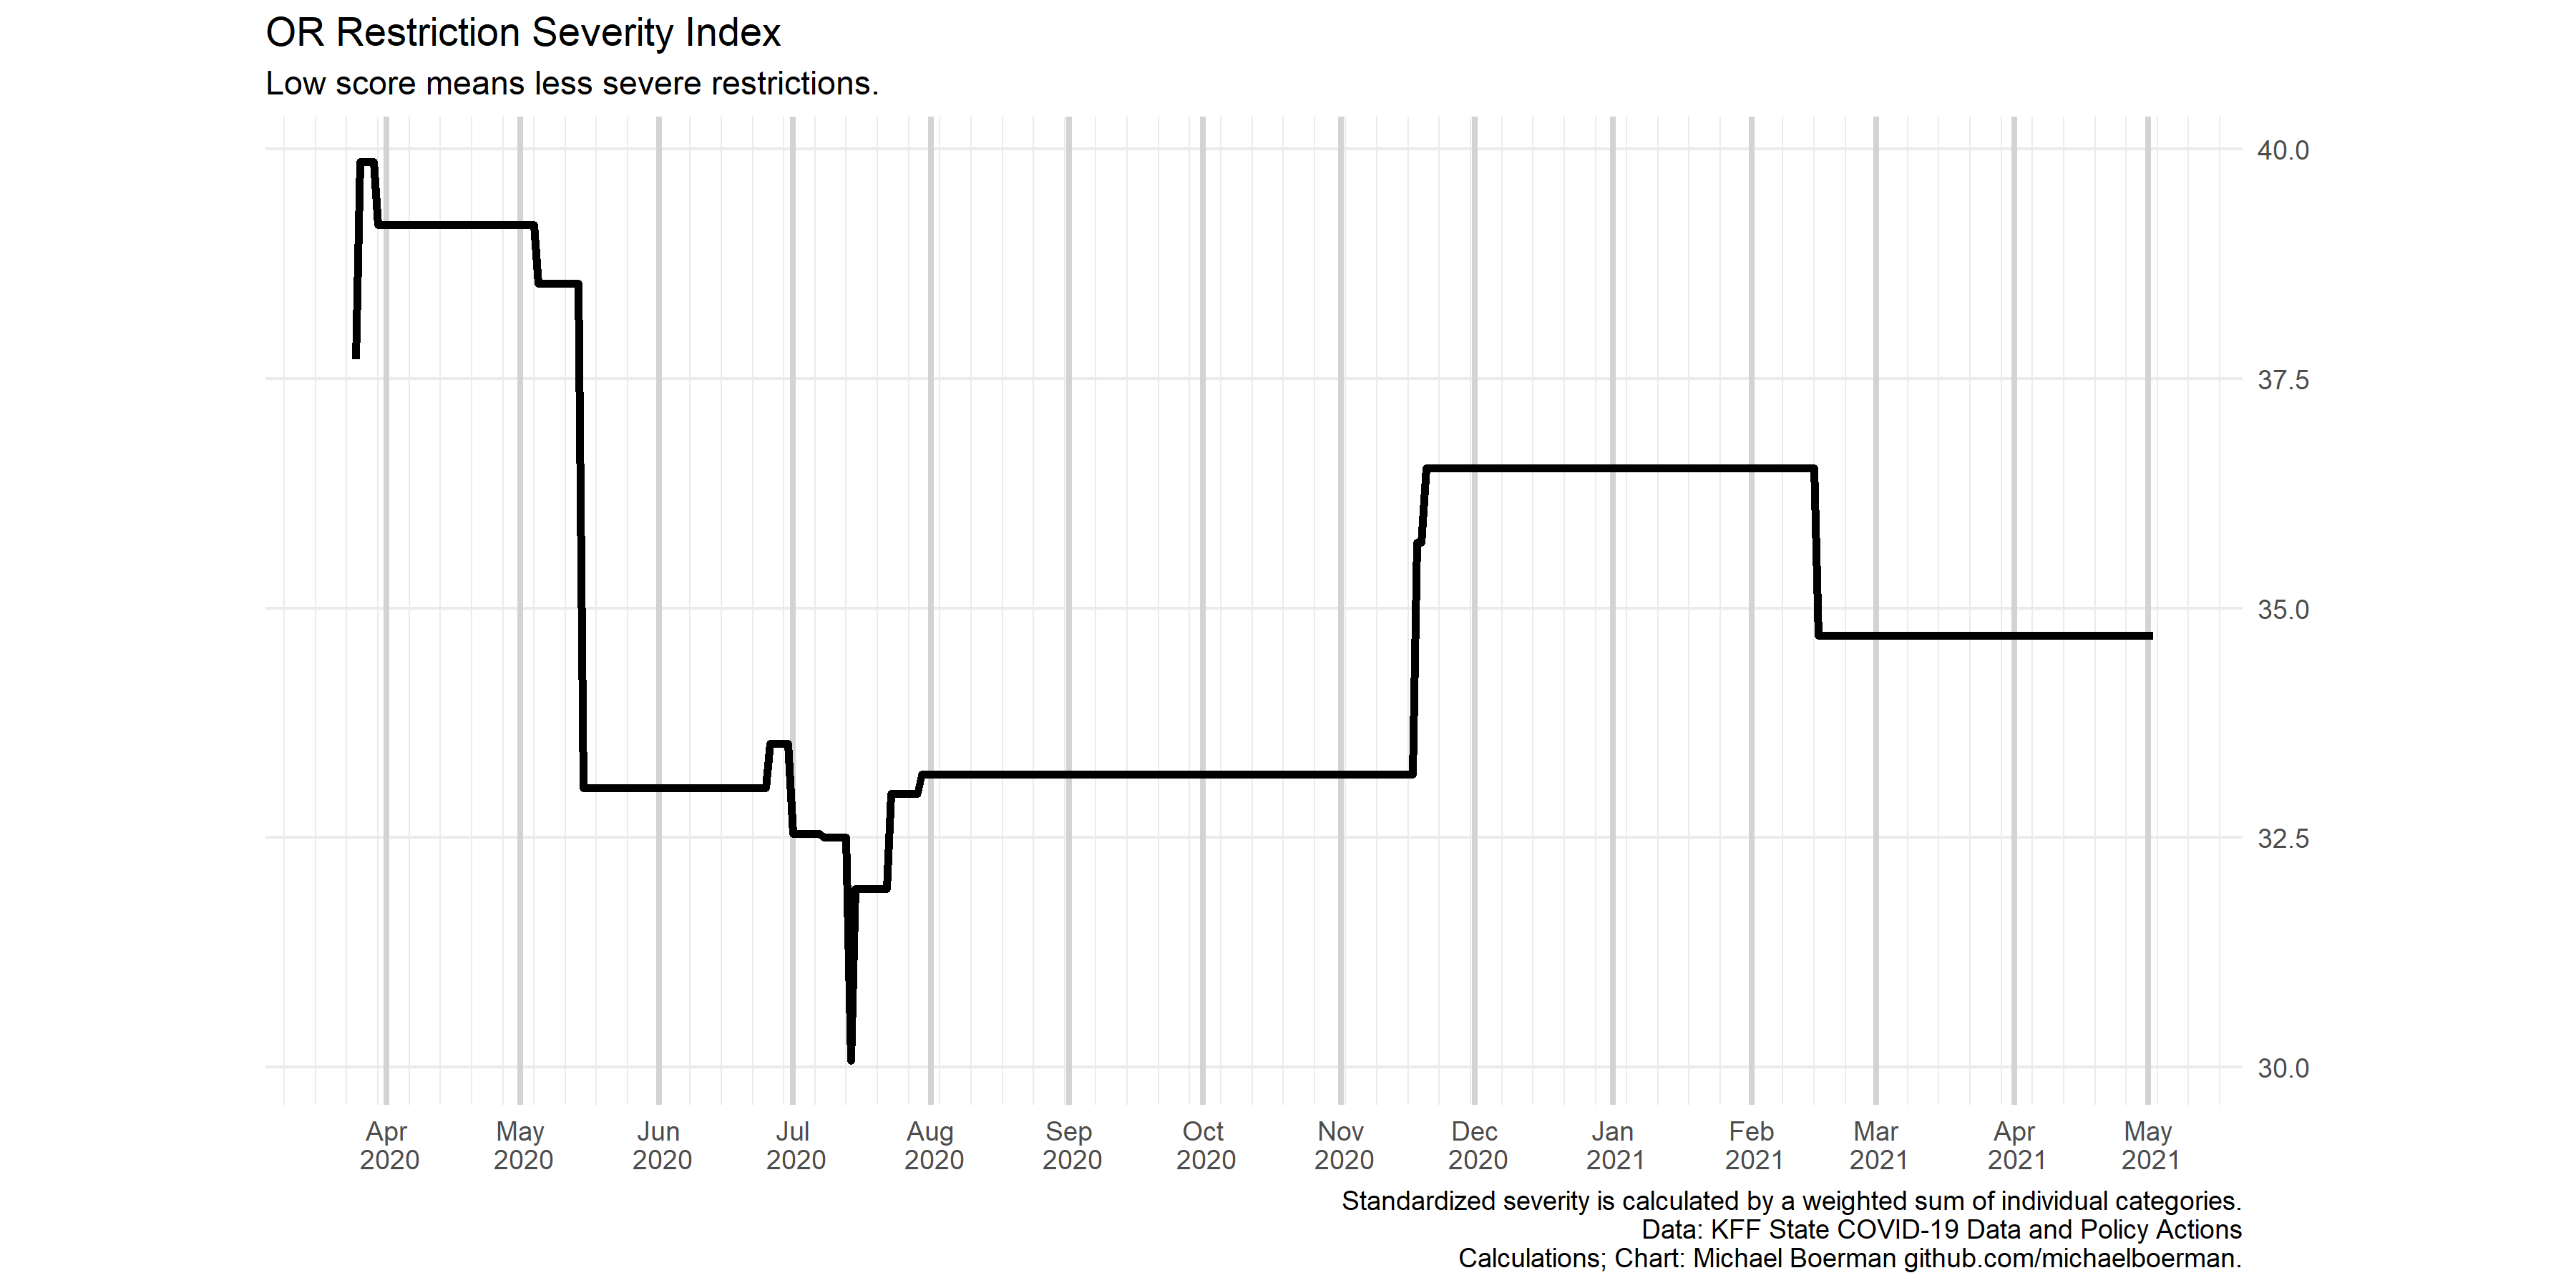 OR Restriction Severity Index
Low score means less severe restrictions.
40.0
37.5
35.0
32.5
30.0
Apr May Jun Jul Aug Sep Oct Nov Dec Jan Feb Mar Apr May
2020 2020 2020 2020 2020 2020 2020 2020 2020 2021 2021 2021 2021 2021
Standardized severity is calculated by a weighted sum of individual categories.
Data: KFF State COVID-19 Data and Policy Actions
Calculations; Chart: Michael Boerman github.com/michaelboerman.